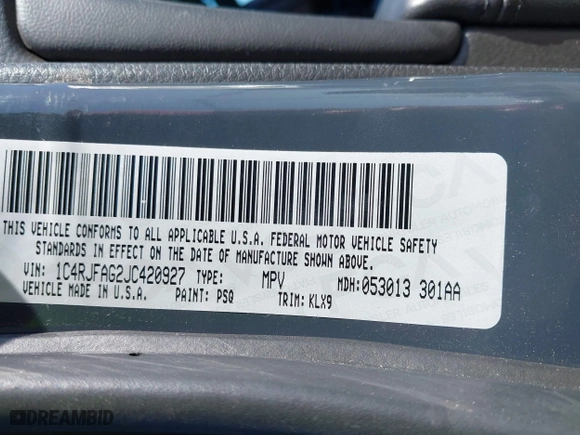 THIS VEHICLE CONFORMS TO ALL APPLICABLE U.S.A. FEDERAL MOTOR VEHICLE SAFETY
STANDARDS IN EFFECT ON THE DATE OF MANUFACTURE SHOWN ABOVE.
VIN: 1C4RJFAG2JC420927 TYPE: MPV MDH: 053013 301AA
VEHICLE MADE IN U.S.A. PAINT: PSQ TRIM: KLX9
DREAMBID